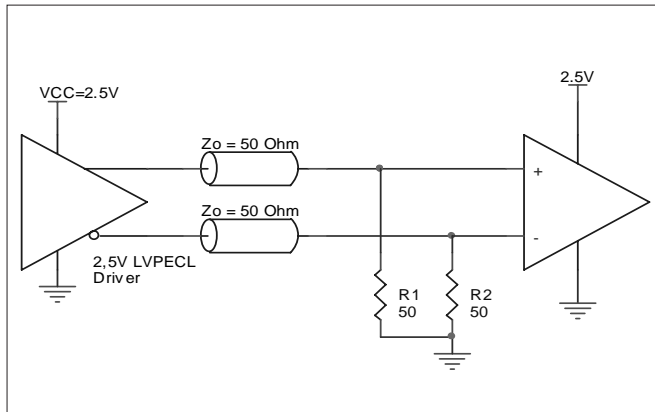 VCC=2.5V
2.5V
Zo = 50 Ohm
+
Zo = 50 Ohm
-
2,5V LVPECL
Driver
R1
50
R2
50